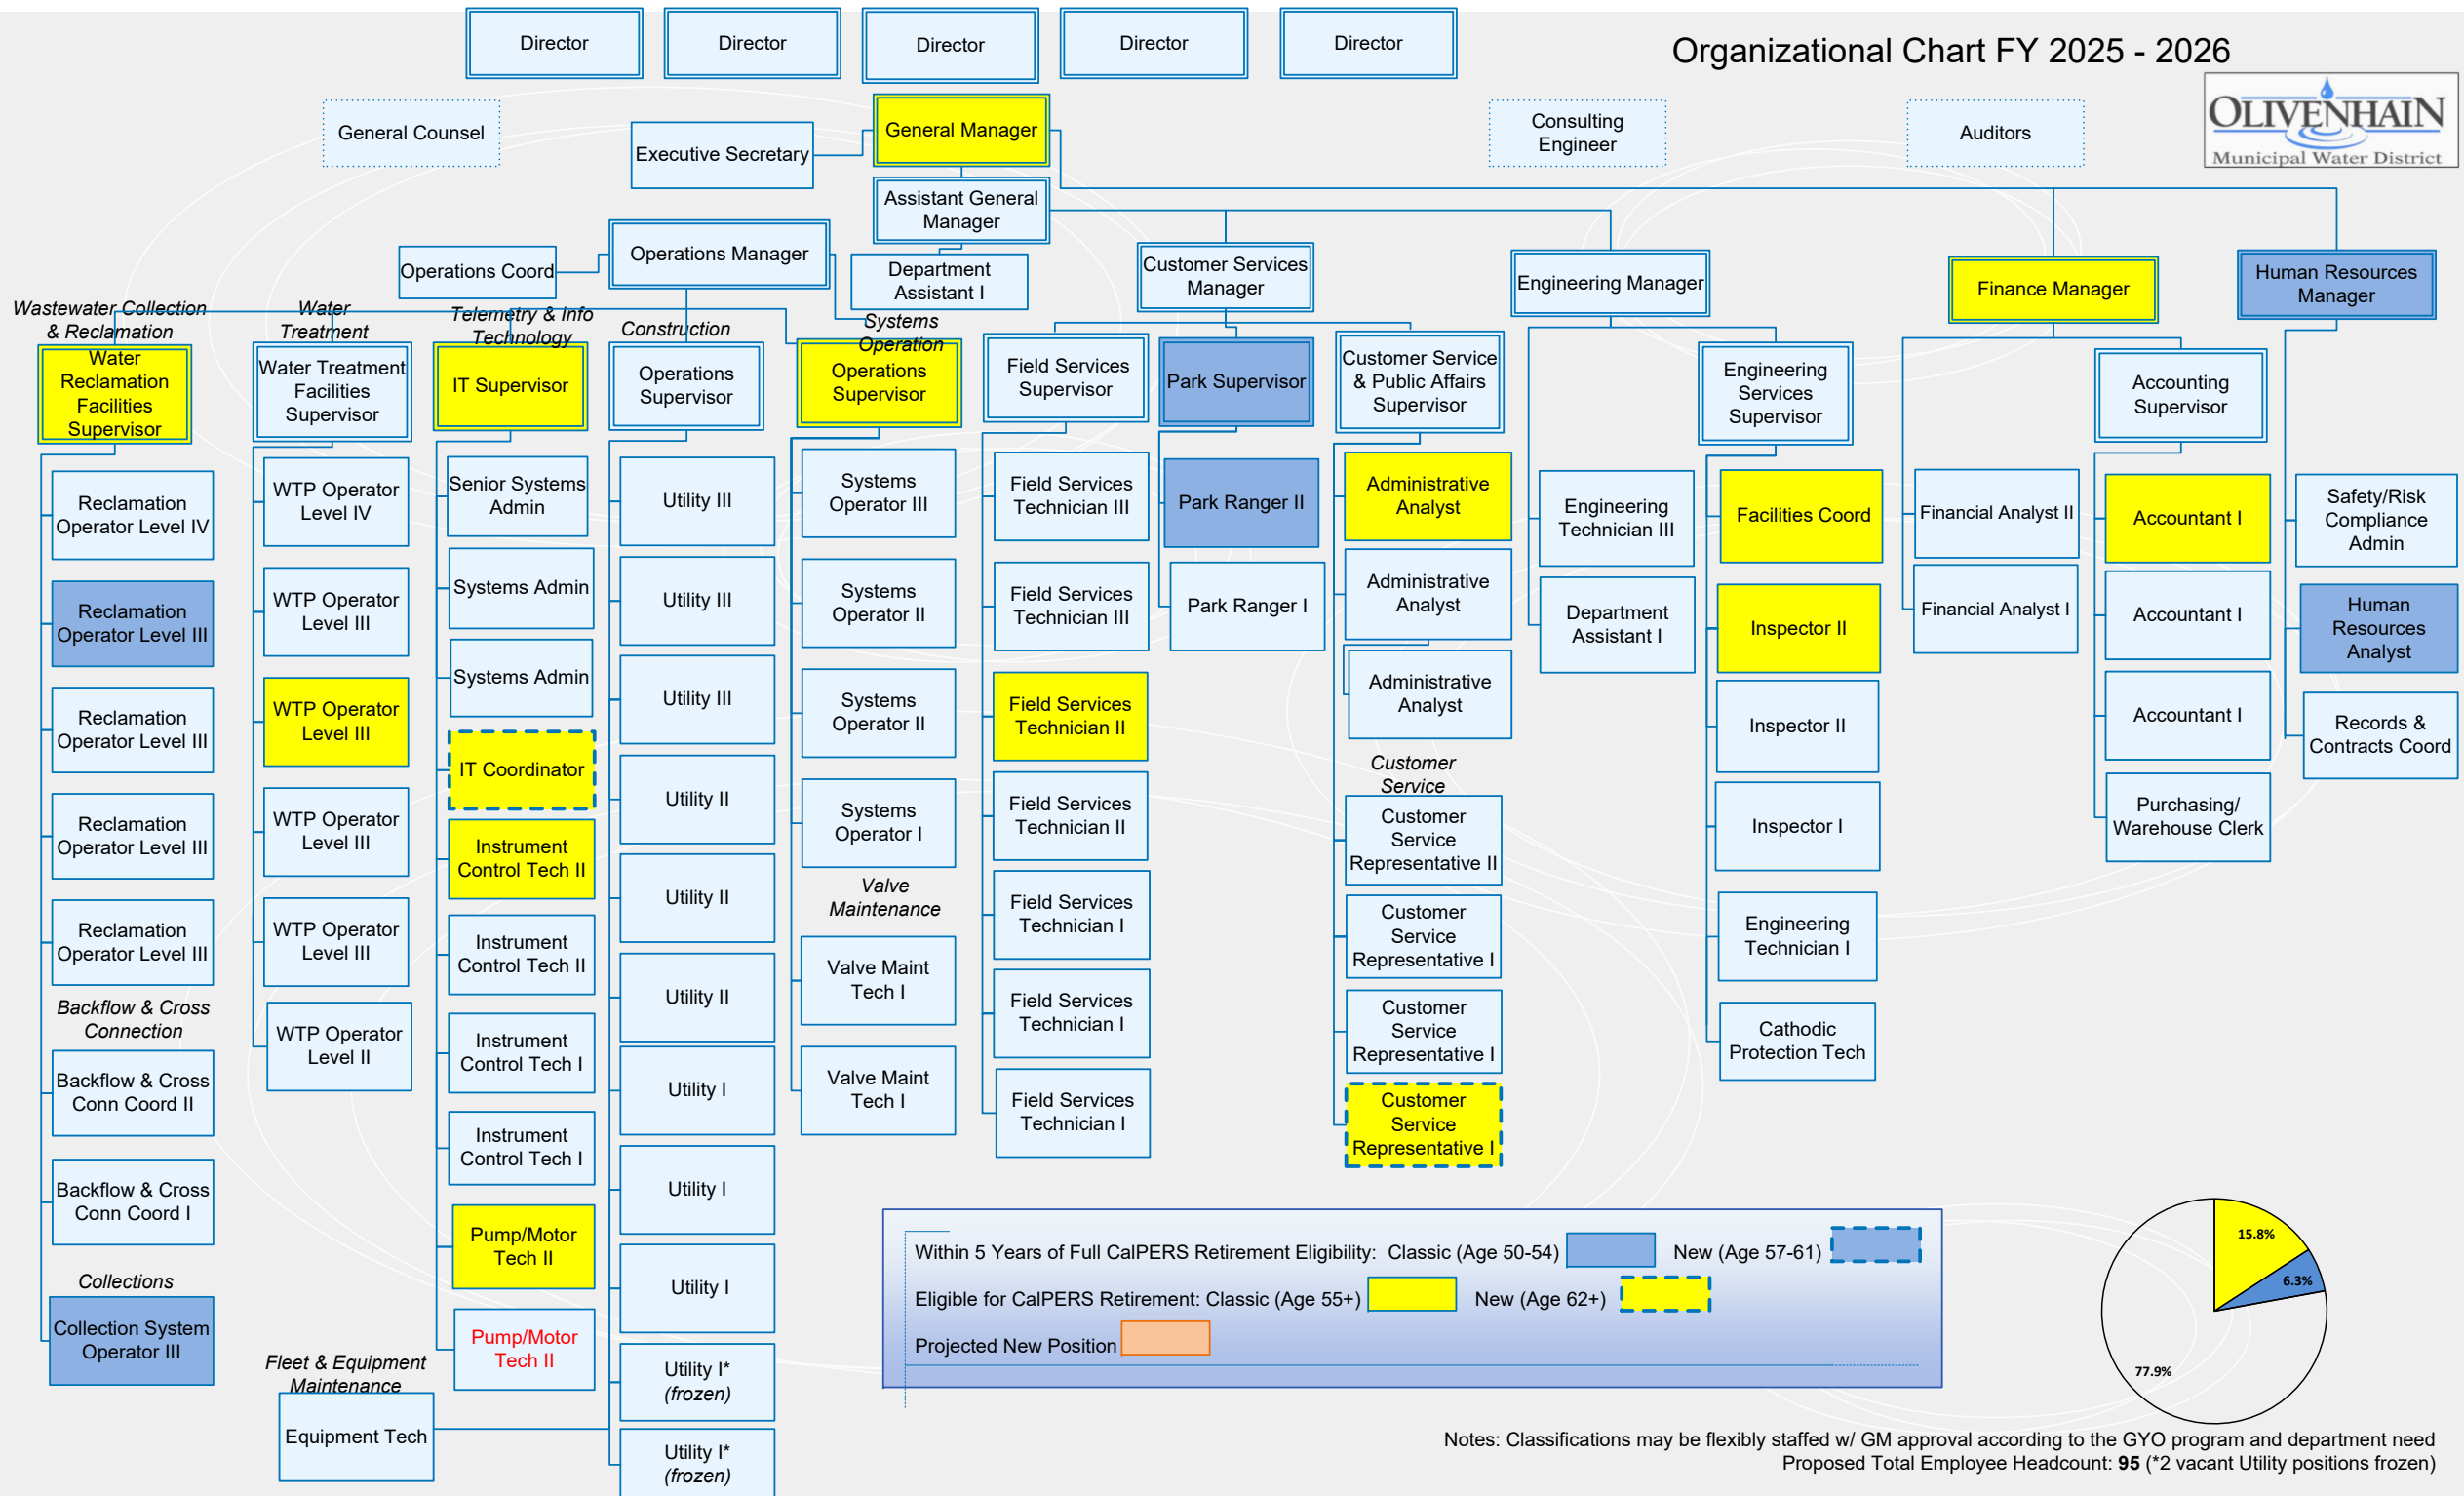 Director
Director
Director
Director
Director
Organizational Chart FY 2025 - 2026
OLIVENHAIN
Municipal Water District
General Counsel
Executive Secretary
General Manager
Consulting
Engineer
Auditors
Assistant General
Manager
Operations Coord
Operations Manager
Department
Assistant I
Customer Services
Manager
Engineering Manager
Finance Manager
Human Resources
Manager
Wastewater Collection
& Reclamation
Water
Treatment
Telemetry & Info
Technology
Construction
Systems
Operation
Water
Reclamation
Facilities
Supervisor
Water Treatment
Facilities
Supervisor
IT Supervisor
Operations
Supervisor
Operations
Supervisor
Field Services
Supervisor
Park Supervisor
Customer Service
& Public Affairs
Supervisor
Engineering
Services
Supervisor
Accounting
Supervisor
Reclamation
Operator Level IV
Reclamation
Operator Level III
Reclamation
Operator Level III
Reclamation
Operator Level III
Reclamation
Operator Level III
Backflow & Cross
Connection
Backflow & Cross
Conn Coord II
Backflow & Cross
Conn Coord I
Collections
Collection System
Operator III
WTP Operator
Level IV
WTP Operator
Level III
WTP Operator
Level III
WTP Operator
Level III
WTP Operator
Level III
WTP Operator
Level II
Fleet & Equipment
Maintenance
Equipment Tech
Senior Systems
Admin
Systems Admin
Systems Admin
IT Coordinator
Instrument
Control Tech II
Instrument
Control Tech II
Instrument
Control Tech I
Instrument
Control Tech I
Pump/Motor
Tech II
Pump/Motor
Tech II
Utility III
Utility III
Utility III
Utility II
Utility II
Utility II
Utility I
Utility I
Utility I
Utility I*
(frozen)
Utility I*
(frozen)
Systems
Operator III
Systems
Operator II
Systems
Operator II
Systems
Operator I
Valve
Maintenance
Valve Maint
Tech I
Valve Maint
Tech I
Field Services
Technician III
Field Services
Technician III
Field Services
Technician II
Field Services
Technician II
Field Services
Technician I
Field Services
Technician I
Field Services
Technician I
Park Ranger II
Park Ranger I
Administrative
Analyst
Administrative
Analyst
Administrative
Analyst
Customer
Service
Customer
Service
Representative II
Customer
Service
Representative I
Customer
Service
Representative I
Customer
Service
Representative I
Engineering
Technician III
Department
Assistant I
Facilities Coord
Inspector II
Inspector II
Inspector I
Engineering
Technician I
Cathodic
Protection Tech
Financial Analyst II
Financial Analyst I
Accountant I
Accountant I
Accountant I
Purchasing/
Warehouse Clerk
Safety/Risk
Compliance
Admin
Human
Resources
Analyst
Records &
Contracts Coord
Within 5 Years of Full CalPERS Retirement Eligibility: Classic (Age 50-54) New (Age 57-61)
Eligible for CalPERS Retirement: Classic (Age 55+) New (Age 62+)
Projected New Position
15.8%
6.3%
77.9%
Notes: Classifications may be flexibly staffed w/ GM approval according to the GYO program and department need
Proposed Total Employee Headcount: 95 (*2 vacant Utility positions frozen)